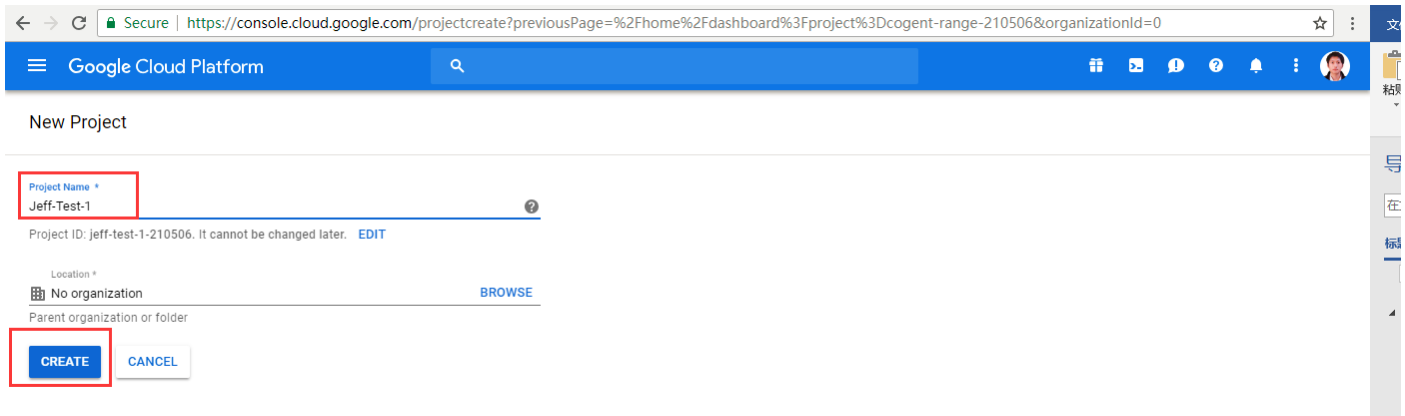 Secure | https://console.cloud.google.com/projectcreate?previousPage=%2Fhome%2Fdashboard%3Fproject%3Dcogent-range-210506&organizationId=0
文
Google Cloud Platform
粘贴
New Project
导
Project Name *
Jeff-Test-1
在
Project ID: jeff-test-1-210506. It cannot be changed later. EDIT
标题
Location *
No organization BROWSE
Parent organization or folder
CREATE CANCEL